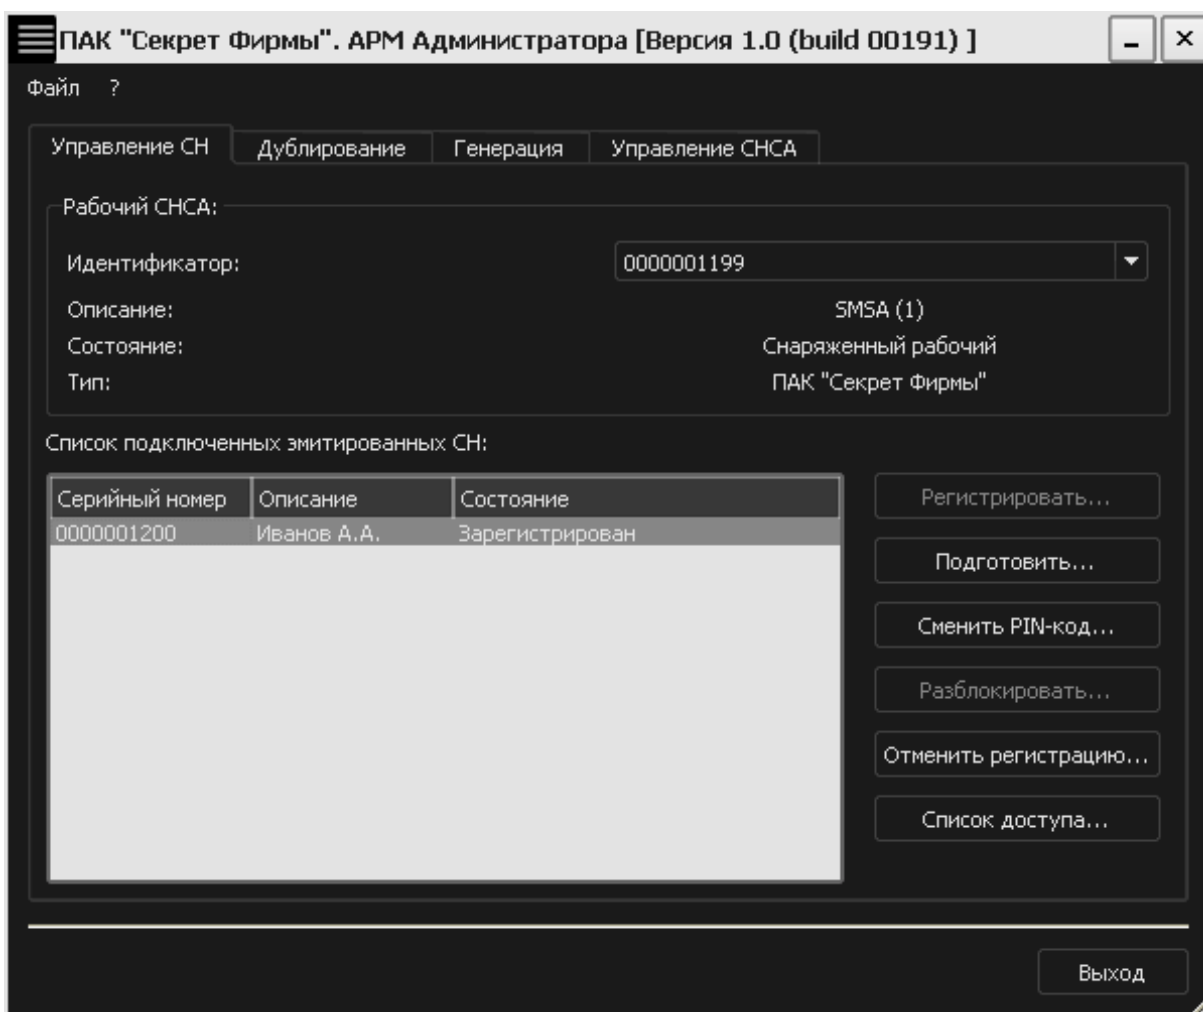 ПАК "Секрет Фирмы". АРМ Администратора [Версия 1.0 (build 00191) ]
Файл ?
Управление СН Дублирование Генерация Управление СНСА
Рабочий СНСА:
Идентификатор: 0000001199
Описание: SMSA (1)
Состояние: Снаряженный рабочий
Тип: ПАК "Секрет Фирмы"
Список подключенных эмитированных СН:
Серийный номер Описание Состояние
0000001200 Иванов А.А. Зарегистрирован
Регистрировать...
Подготовить...
Сменить PIN-код...
Разблокировать...
Отменить регистрацию...
Список доступа...
Выход